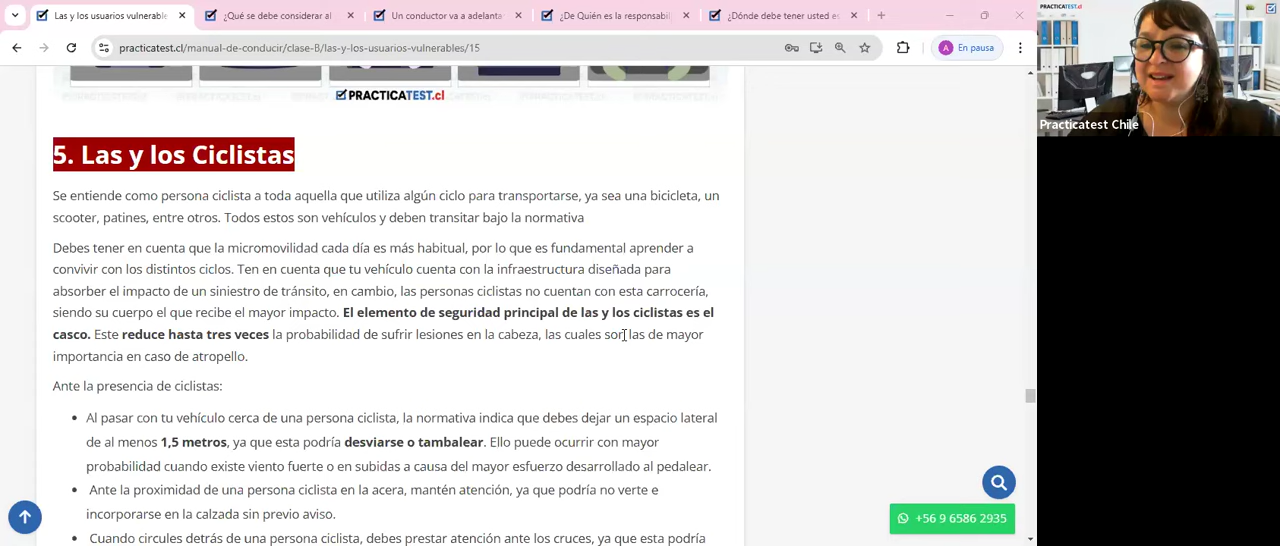 Las y los usuarios vulnerable
¿Qué se debe considerar al
Un conductor va a adelanta
¿De Quién es la responsabil
¿Dónde debe tener usted e
practicatest.cl/manual-de-conducir/clase-B/las-y-los-usuarios-vulnerables/15
A En pausa
PRACTICATEST.cl
PRACTICATEST.cl
Practicatest Chile
5. Las y los Ciclistas
Se entiende como persona ciclista a toda aquella que utiliza algún ciclo para transportarse, ya sea una bicicleta, un
scooter, patines, entre otros. Todos estos son vehículos y deben transitar bajo la normativa
Debes tener en cuenta que la micromovilidad cada día es más habitual, por lo que es fundamental aprender a
convivir con los distintos ciclos. Ten en cuenta que tu vehículo cuenta con la infraestructura diseñada para
absorber el impacto de un siniestro de tránsito, en cambio, las personas ciclistas no cuentan con esta carrocería,
siendo su cuerpo el que recibe el mayor impacto. El elemento de seguridad principal de las y los ciclistas es el
casco. Este reduce hasta tres veces la probabilidad de sufrir lesiones en la cabeza, las cuales son las de mayor
importancia en caso de atropello.
Ante la presencia de ciclistas:
Al pasar con tu vehículo cerca de una persona ciclista, la normativa indica que debes dejar un espacio lateral
de al menos 1,5 metros, ya que esta podría desviarse o tambalear. Ello puede ocurrir con mayor
probabilidad cuando existe viento fuerte o en subidas a causa del mayor esfuerzo desarrollado al pedalear.
Ante la proximidad de una persona ciclista en la acera, mantén atención, ya que podría no verte e
incorporarse en la calzada sin previo aviso.
Cuando circules detrás de una persona ciclista, debes prestar atención ante los cruces, ya que esta podría
+56 9 6586 2935